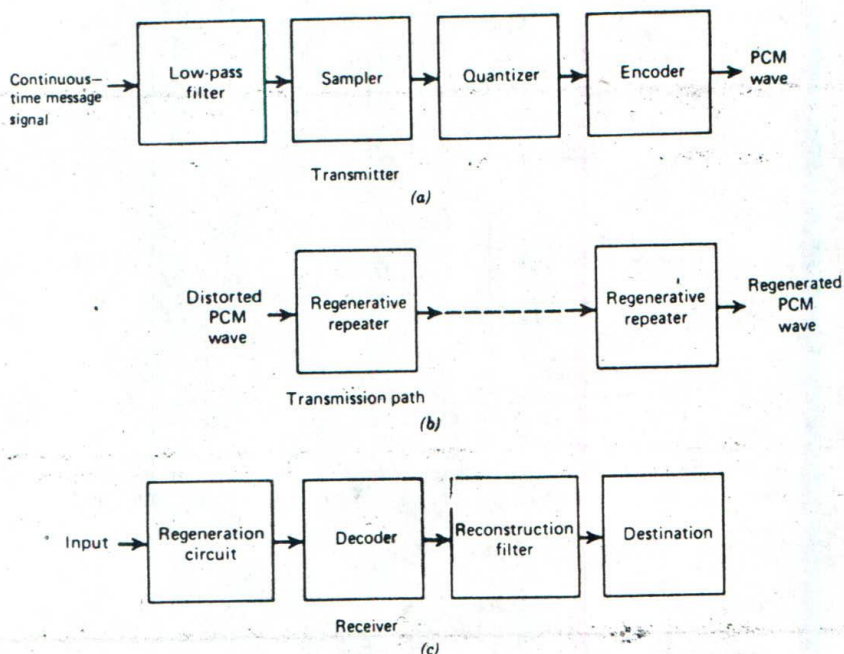 Continuous–
time message
signal
Low-pass
filter
Sampler
Quantizer
Encoder
PCM
wave
Transmitter
(a)
Distorted
PCM
wave
Regenerative
repeater
Regenerative
repeater
Regenerated
PCM
wave
Transmission path
(b)
Input
Regeneration
circuit
Decoder
Reconstruction
filter
Destination
Receiver
(c)